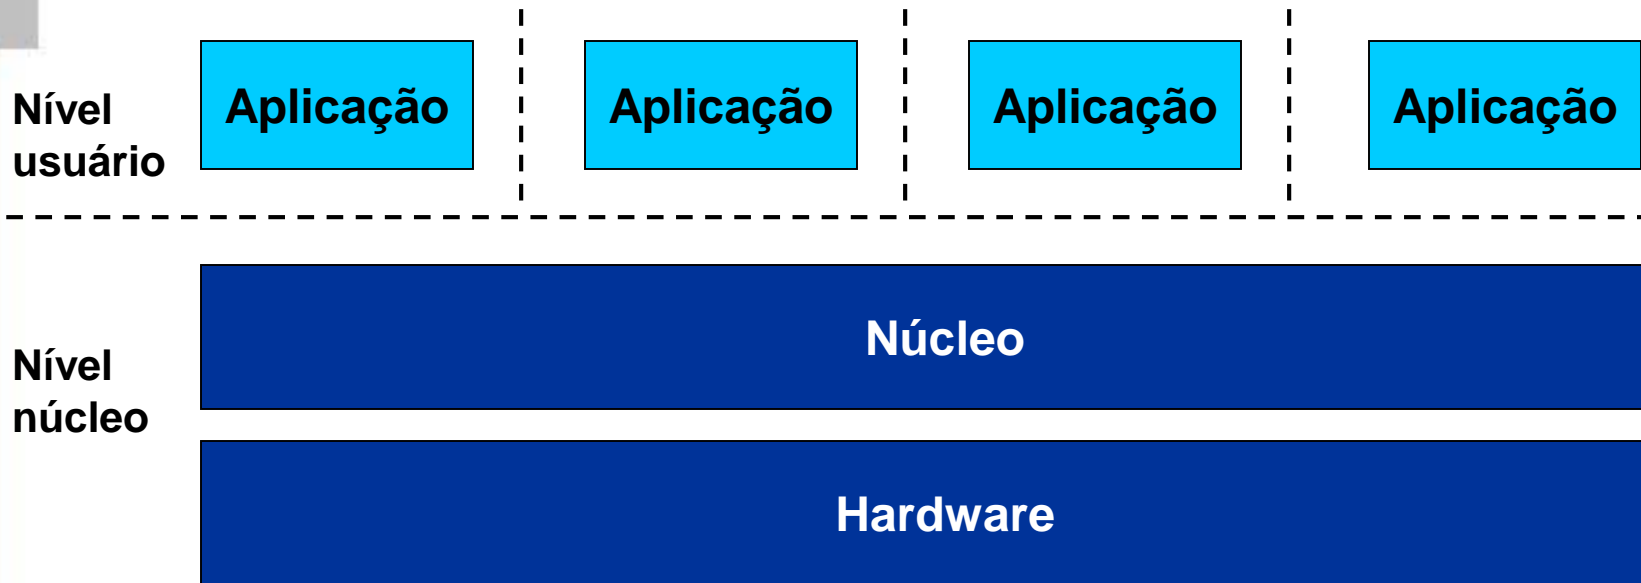 Nível
usuário
Aplicação
Aplicação
Aplicação
Aplicação
Nível
núcleo
Núcleo
Hardware